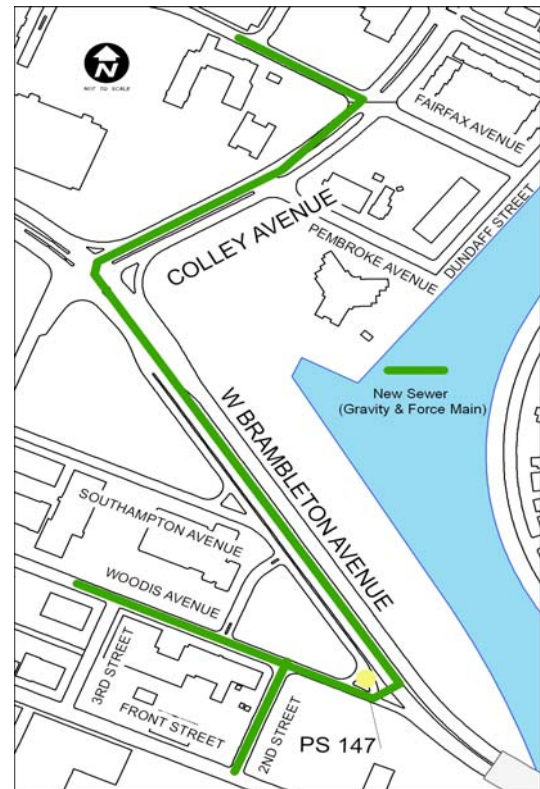 N
NOT TO SCALE
FAIRFAX AVENUE
COLLEY AVENUE
PEMBROKE AVENUE
DUNDAFF STREET
New Sewer
(Gravity & Force Main)
W BRAMBLETON AVENUE
SOUTHAMPTON AVENUE
WOODIS AVENUE
3RD STREET
FRONT STREET
2ND STREET
PS 147